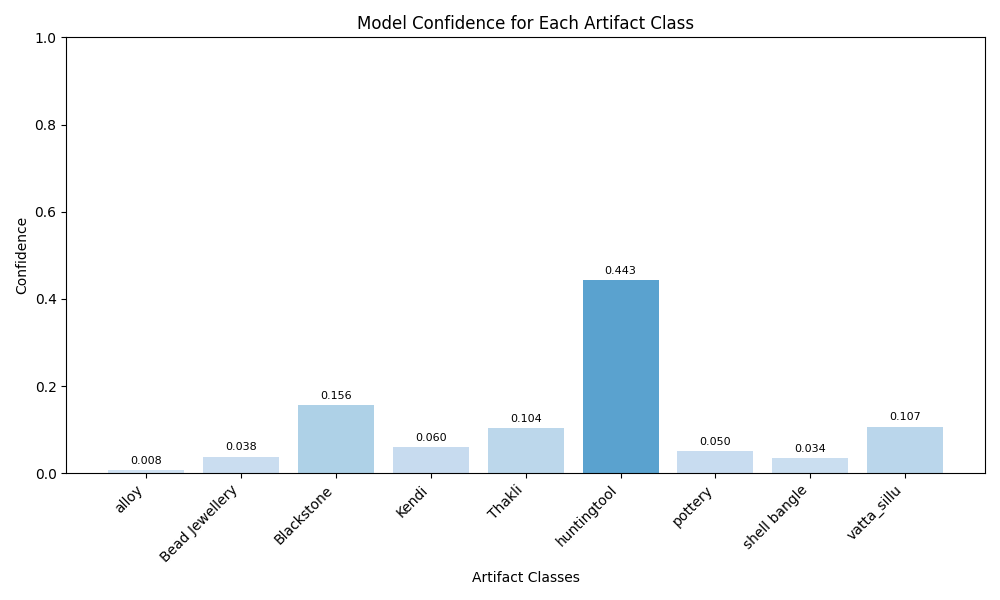 Model Confidence for Each Artifact Class
1.0
0.8
0.6
0.4
0.2
0.0
Confidence
0.008
0.038
0.156
0.060
0.104
0.443
0.050
0.034
0.107
alloy
Bead Jewellery
Blackstone
Kendi
Thakli
huntingtool
pottery
shell bangle
vatta_sillu
Artifact Classes